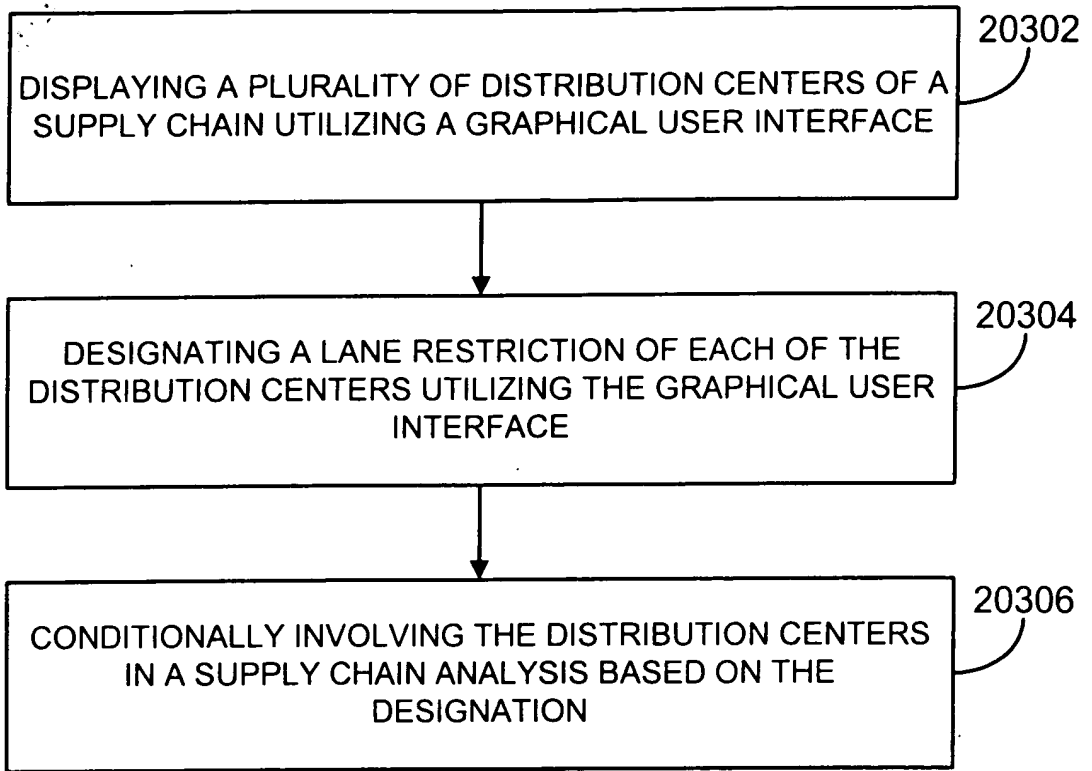 20302
DISPLAYING A PLURALITY OF DISTRIBUTION CENTERS OF A
SUPPLY CHAIN UTILIZING A GRAPHICAL USER INTERFACE
20304
DESIGNATING A LANE RESTRICTION OF EACH OF THE
DISTRIBUTION CENTERS UTILIZING THE GRAPHICAL USER
INTERFACE
20306
CONDITIONALLY INVOLVING THE DISTRIBUTION CENTERS
IN A SUPPLY CHAIN ANALYSIS BASED ON THE
DESIGNATION